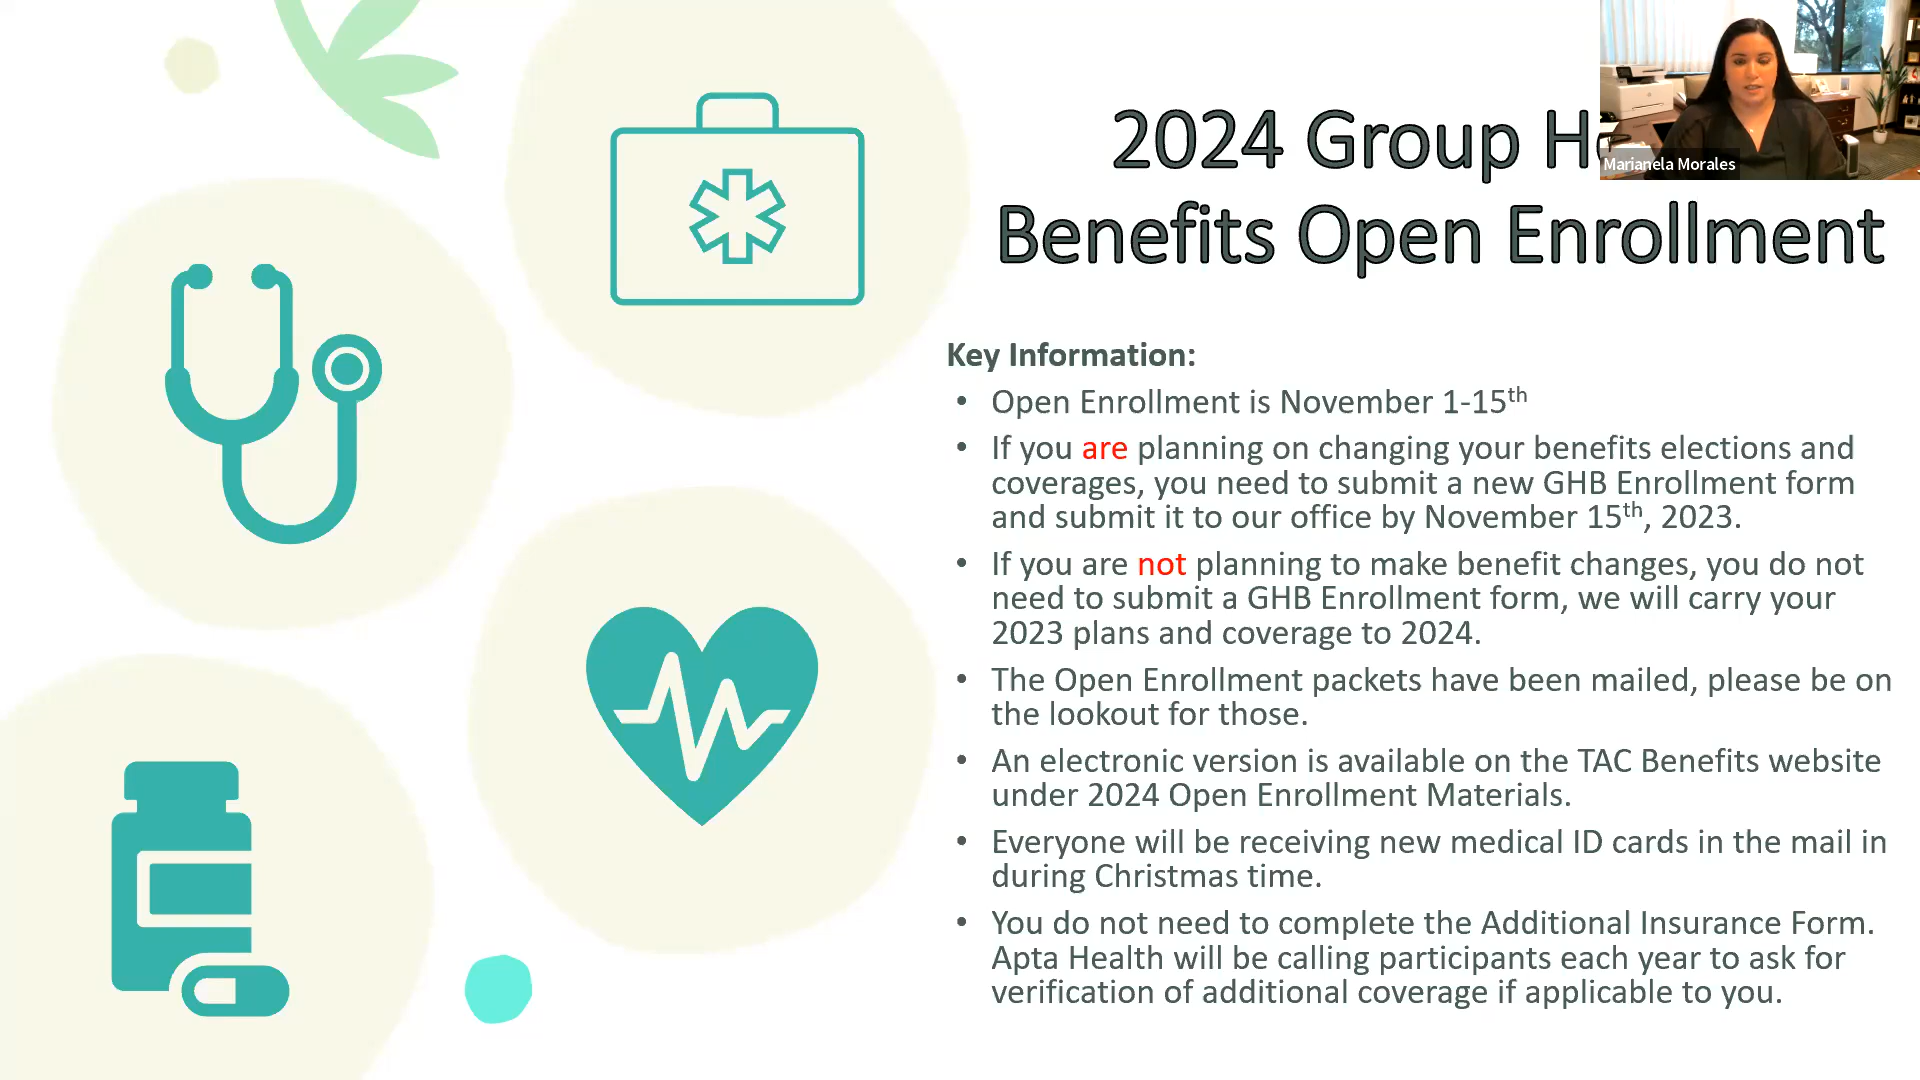 2024 Group H
Benefits Open Enrollment
Marianela Morales
Key Information:
• Open Enrollment is November 1-15th
• If you are planning on changing your benefits elections and
coverages, you need to submit a new GHB Enrollment form
and submit it to our office by November 15th, 2023.
• If you are not planning to make benefit changes, you do not
need to submit a GHB Enrollment form, we will carry your
2023 plans and coverage to 2024.
• The Open Enrollment packets have been mailed, please be on
the lookout for those.
• An electronic version is available on the TAC Benefits website
under 2024 Open Enrollment Materials.
• Everyone will be receiving new medical ID cards in the mail in
during Christmas time.
• You do not need to complete the Additional Insurance Form.
Apta Health will be calling participants each year to ask for
verification of additional coverage if applicable to you.